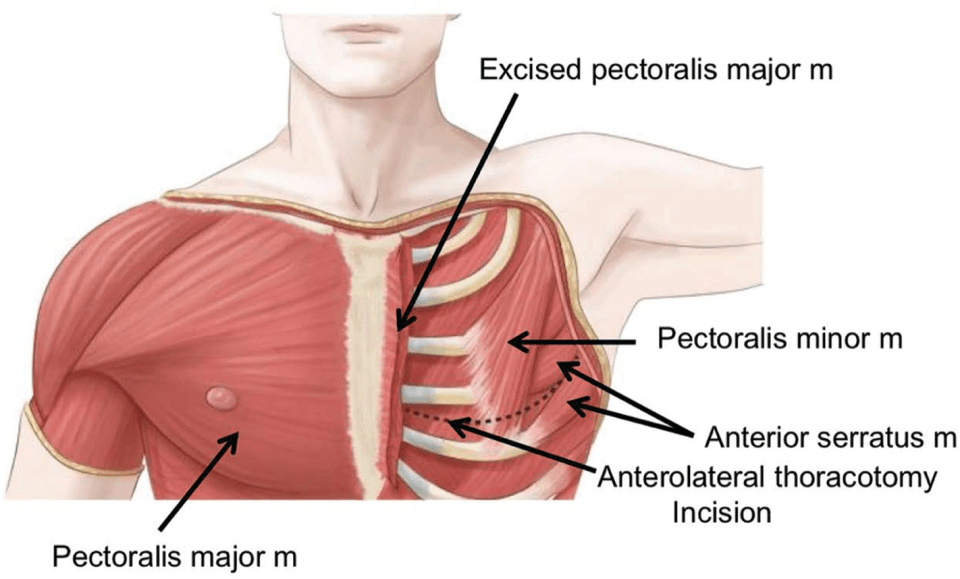 Excised pectoralis major m
Pectoralis minor m
Anterior serratus m
Anterolateral thoracotomy
Incision
Pectoralis major m